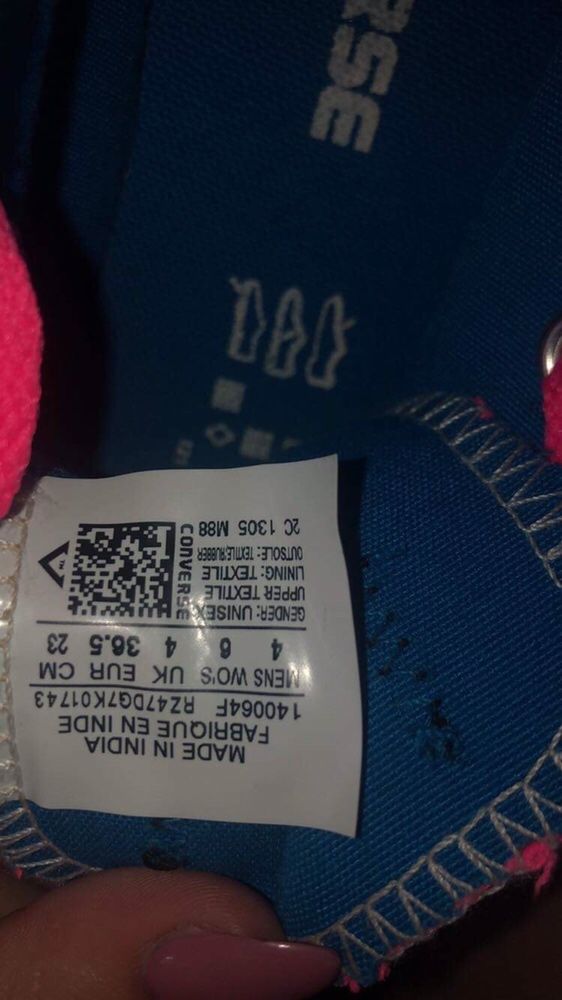 RSE
MADE IN INDIA
FABRIQUE EN INDE
140064F RZ47DG7K01743
MENS WO'S UK EUR CM
4 6 4 36.5 23
GENDER: UNISEX
UPPER TEXTILE
LINING: TEXTILE
OUTSOLE: TEXTILE/RUBBER
2C 1305 M88
CONVERSE